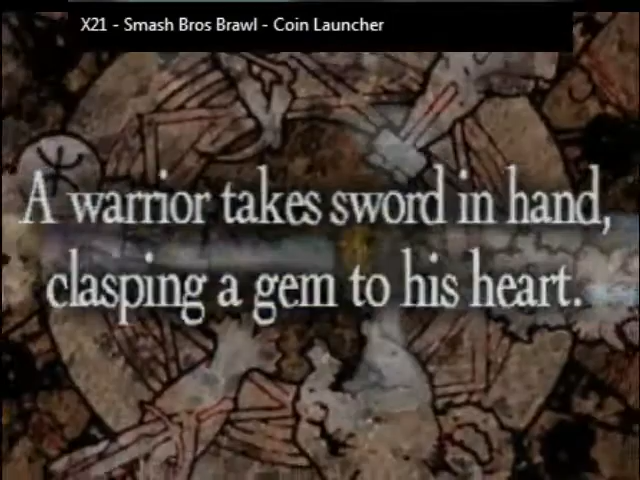 X21 - Smash Bros Brawl - Coin Launcher
A warrior takes sword in hand,
clasping a gem to his heart.